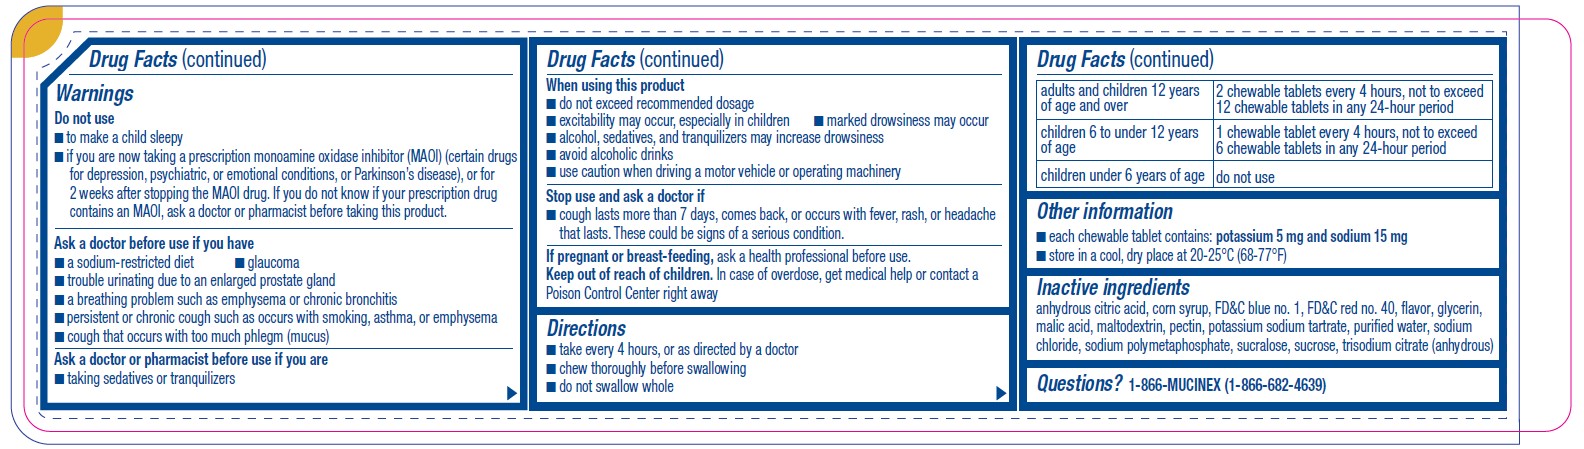 Drug Facts (continued)
Warnings
Do not use
■ to make a child sleepy
■ if you are now taking a prescription monoamine oxidase inhibitor (MAOI) (certain drugs
for depression, psychiatric, or emotional conditions, or Parkinson's disease), or for
2 weeks after stopping the MAOI drug. If you do not know if your prescription drug
contains an MAOI, ask a doctor or pharmacist before taking this product.
Ask a doctor before use if you have
■ a sodium-restricted diet ■ glaucoma
■ trouble urinating due to an enlarged prostate gland
■ a breathing problem such as emphysema or chronic bronchitis
■ persistent or chronic cough such as occurs with smoking, asthma, or emphysema
■ cough that occurs with too much phlegm (mucus)
Ask a doctor or pharmacist before use if you are
■ taking sedatives or tranquilizers
Drug Facts (continued)
When using this product
■ do not exceed recommended dosage
■ excitability may occur, especially in children ■ marked drowsiness may occur
■ alcohol, sedatives, and tranquilizers may increase drowsiness
■ avoid alcoholic drinks
■ use caution when driving a motor vehicle or operating machinery
Stop use and ask a doctor if
■ cough lasts more than 7 days, comes back, or occurs with fever, rash, or headache
that lasts. These could be signs of a serious condition.
If pregnant or breast-feeding, ask a health professional before use.
Keep out of reach of children. In case of overdose, get medical help or contact a
Poison Control Center right away
Directions
■ take every 4 hours, or as directed by a doctor
■ chew thoroughly before swallowing
■ do not swallow whole
Drug Facts (continued)
adults and children 12 years
of age and over
2 chewable tablets every 4 hours, not to exceed
12 chewable tablets in any 24-hour period
children 6 to under 12 years
of age
1 chewable tablet every 4 hours, not to exceed
6 chewable tablets in any 24-hour period
children under 6 years of age
do not use
Other information
■ each chewable tablet contains: potassium 5 mg and sodium 15 mg
■ store in a cool, dry place at 20-25°C (68-77°F)
Inactive ingredients
anhydrous citric acid, corn syrup, FD&C blue no. 1, FD&C red no. 40, flavor, glycerin,
malic acid, maltodextrin, pectin, potassium sodium tartrate, purified water, sodium
chloride, sodium polymetaphosphate, sucralose, sucrose, trisodium citrate (anhydrous)
Questions? 1-866-MUCINEX (1-866-682-4639)